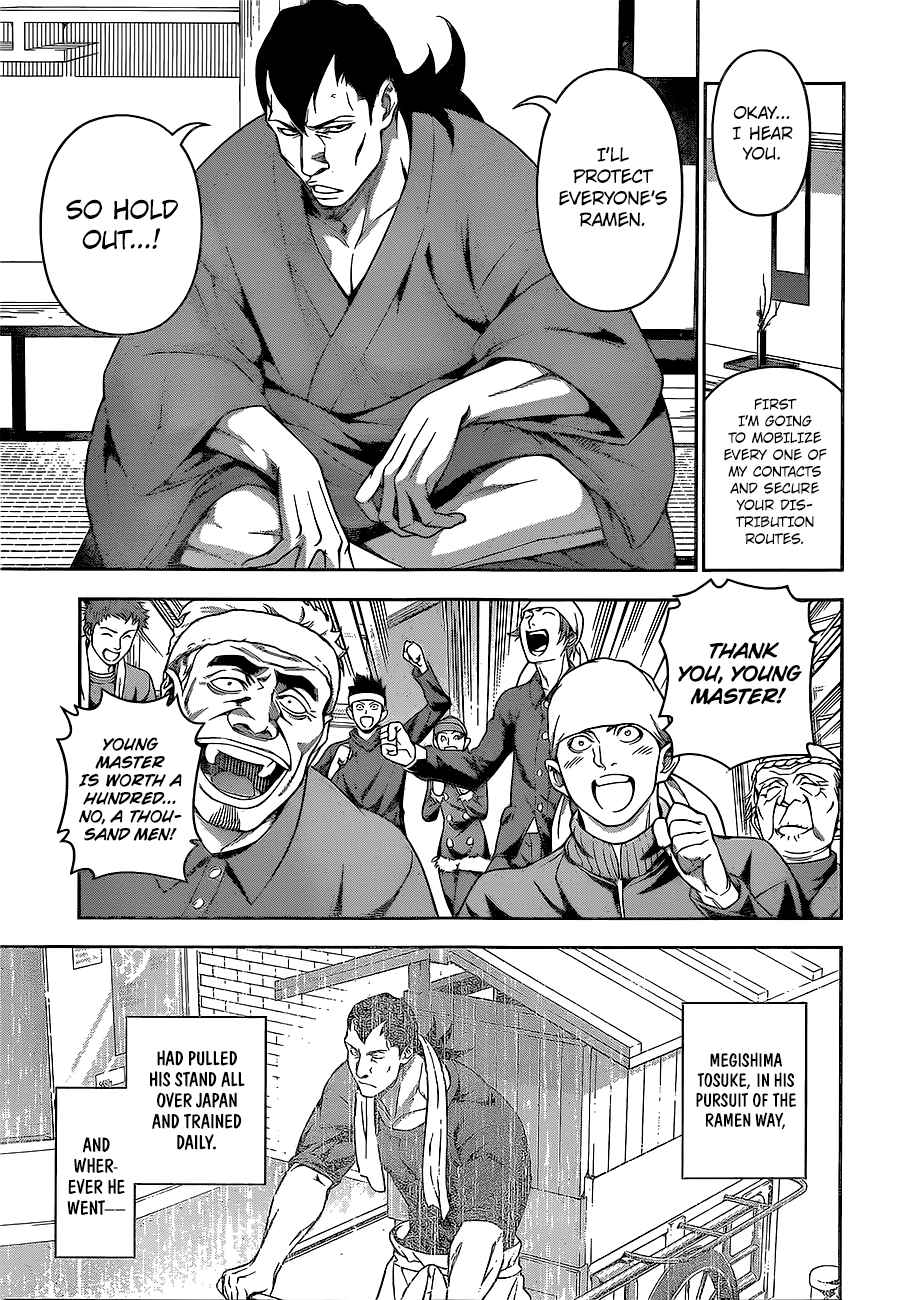 OKAY...
I HEAR
YOU.
FIRST
I'M GOING
TO MOBILIZE
EVERY ONE OF
MY CONTACTS
AND SECURE
YOUR DIS-
TRIBUTION
ROUTES.
I'LL
PROTECT
EVERYONE'S
RAMEN.
SO HOLD
OUT...!
THANK
YOU, YOUNG
MASTER!
YOUNG
MASTER
IS WORTH A
HUNDRED...
NO, A THOU-
SAND MEN!
MEGISHIMA
TOSUKE, IN HIS
PURSUIT OF THE
RAMEN WAY,
HAD PULLED
HIS STAND ALL
OVER JAPAN
AND TRAINED
DAILY.
AND
WHER-
EVER HE
WENT--